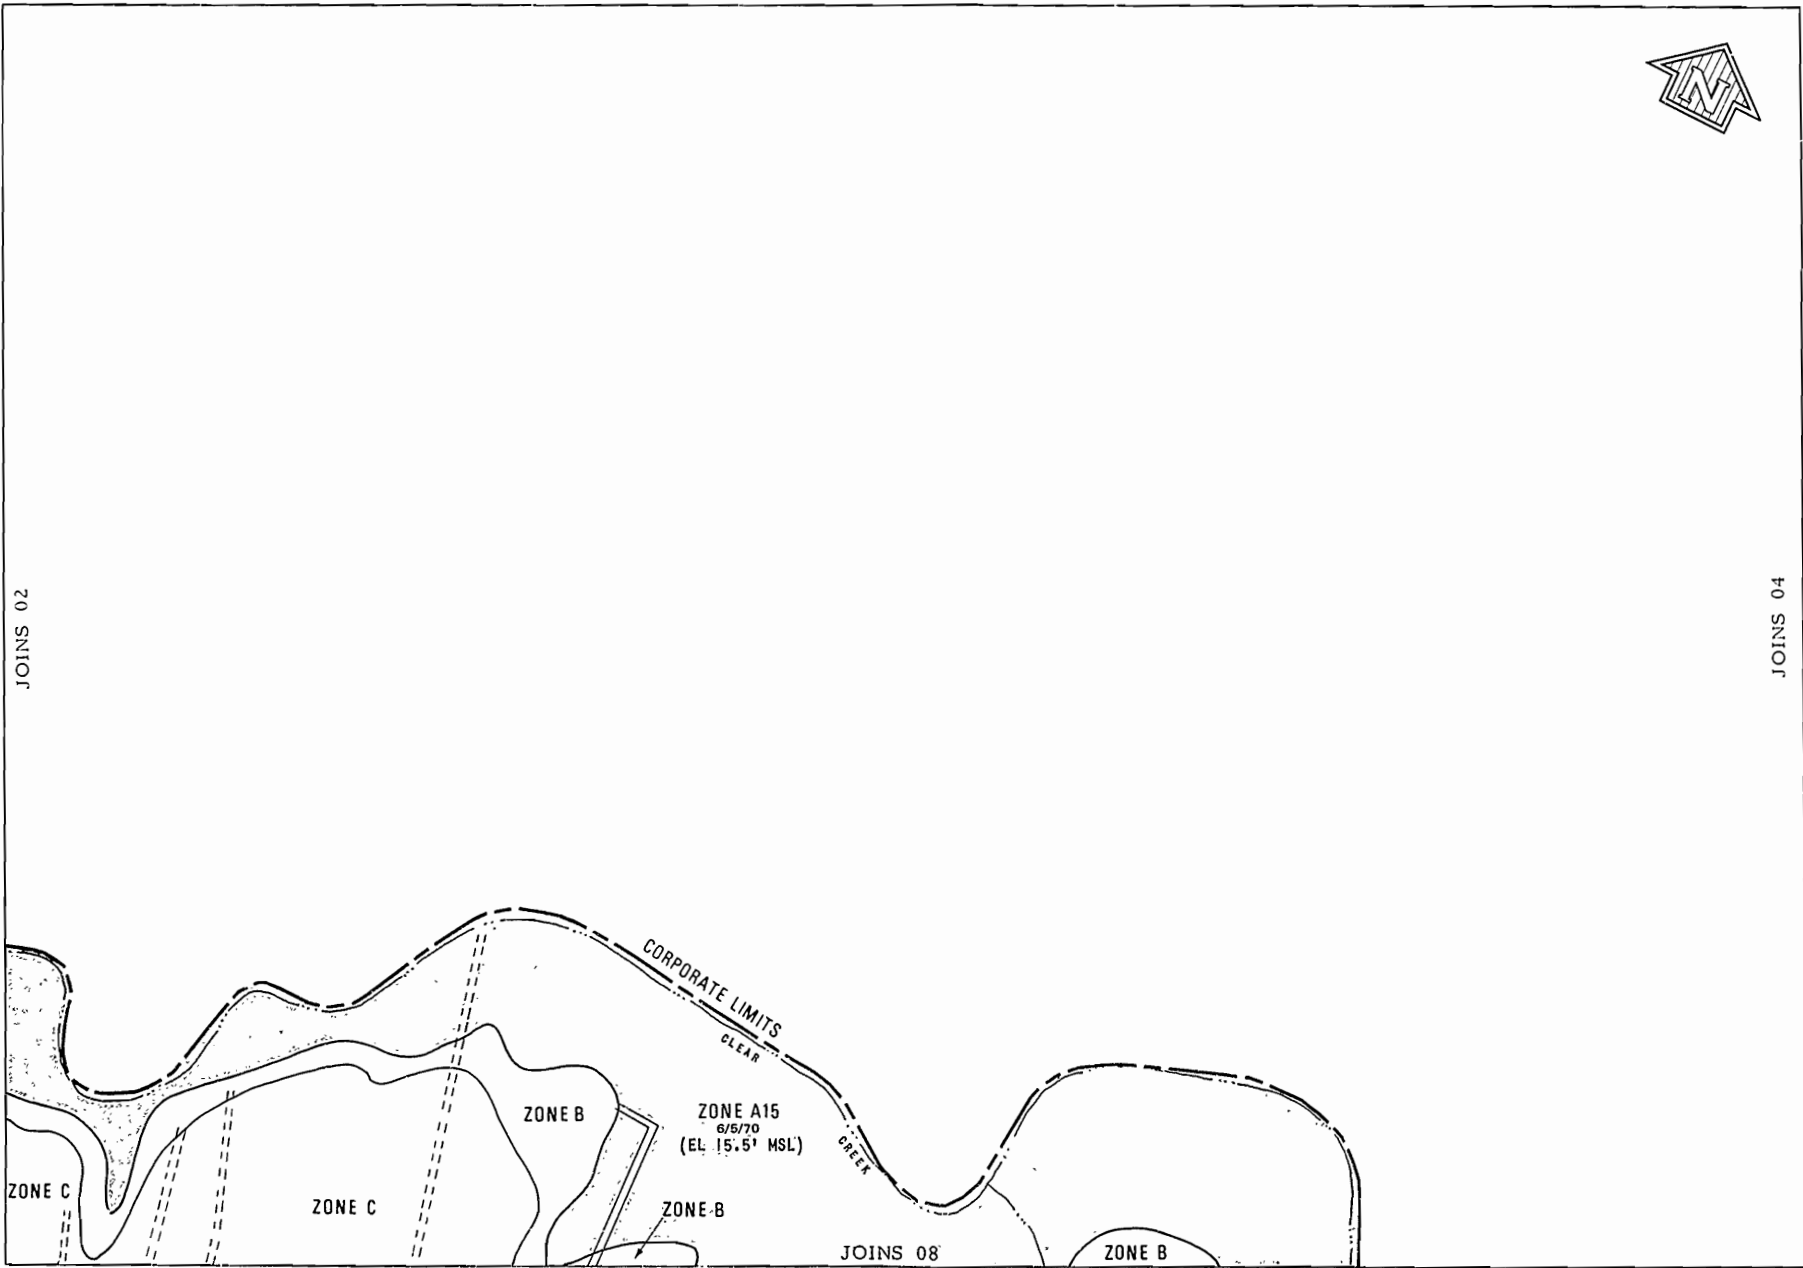 N
JOINS 02
JOINS 04
CORPORATE LIMITS
CLEAR
CREEK
ZONE B
ZONE A15
6/5/70
(EL 15.5' MSL)
ZONE C
ZONE C
ZONE B
JOINS 08
ZONE B